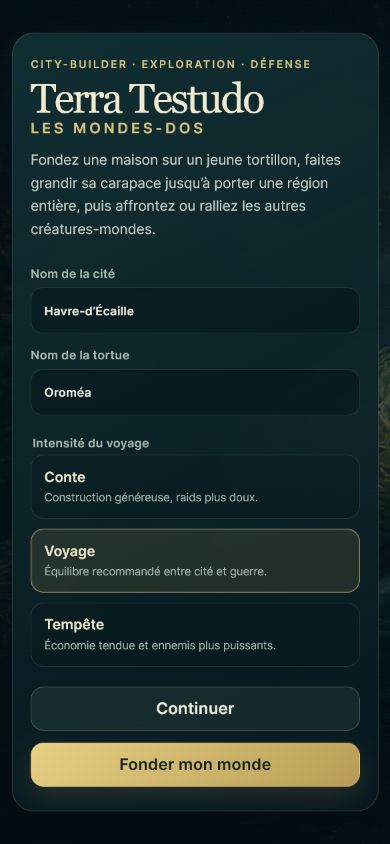 CITY-BUILDER · EXPLORATION · DÉFENSE
Terra Testudo
LES MONDES-DOS
Fondez une maison sur un jeune tortillon, faites
grandir sa carapace jusqu’à porter une région
entière, puis affrontez ou ralliez les autres
créatures-mondes.
Nom de la cité
Havre-d’Écaille
Nom de la tortue
Oroméa
Intensité du voyage
Conte
Construction généreuse, raids plus doux.
Voyage
Équilibre recommandé entre cité et guerre.
Tempête
Économie tendue et ennemis plus puissants.
Continuer
Fonder mon monde